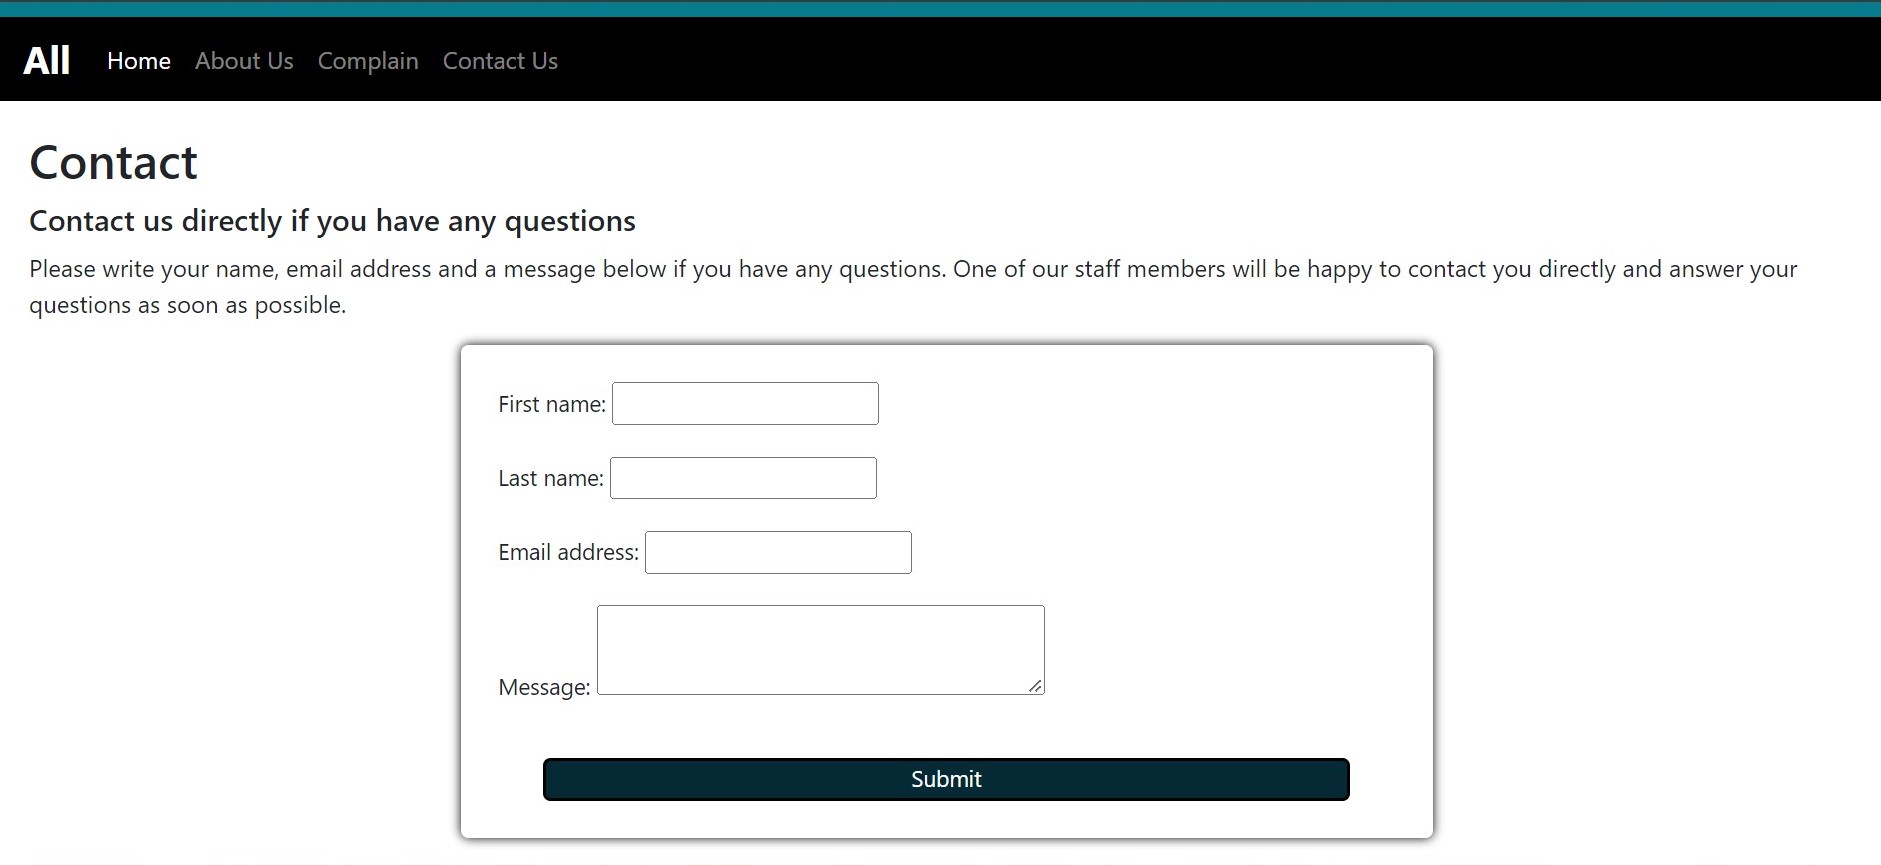 All Home About Us Complain Contact Us
Contact
Contact us directly if you have any questions
Please write your name, email address and a message below if you have any questions. One of our staff members will be happy to contact you directly and answer your
questions as soon as possible.
First name:
Last name:
Email address:
Message:
Submit